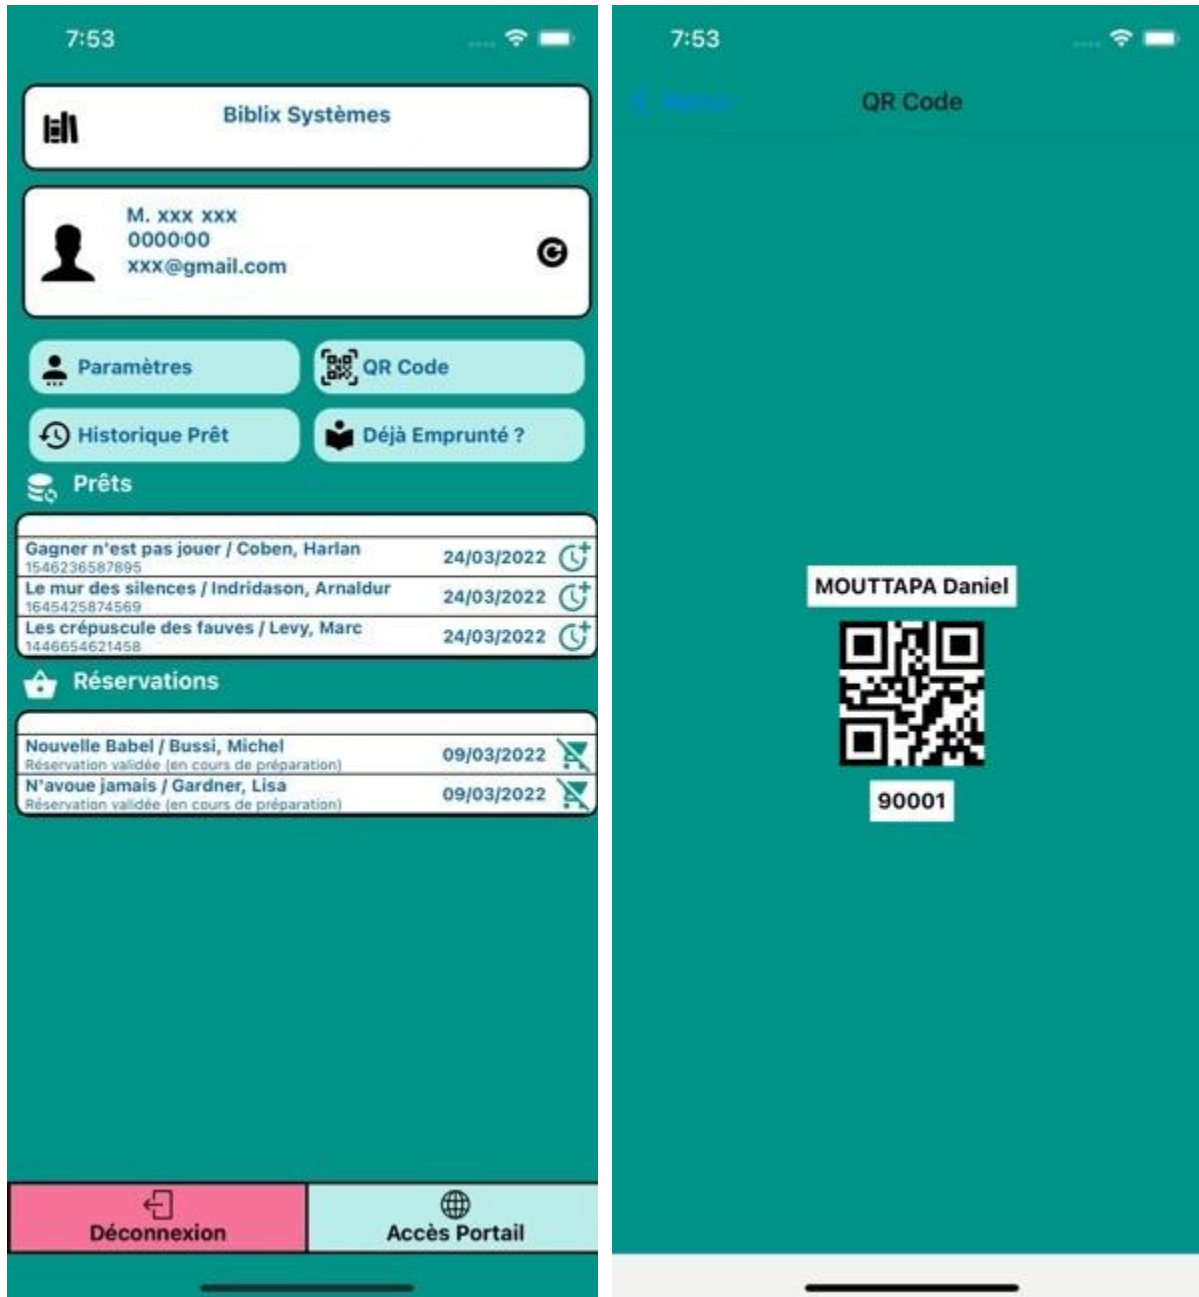 7:53
Biblix Systèmes
M. xxx xxx
000000
xxx@gmail.com
Paramètres
QR Code
Historique Prêt
Déjà Emprunté ?
Prêts
Gagner n'est pas jouer / Coben, Harlan
24/03/2022
1546236587895
Le mur des silences / Indridason, Arnaldur
24/03/2022
1645425874569
Les crépuscule des fauves / Levy, Marc
24/03/2022
1446654621458
Réservations
Nouvelle Babel / Bussi, Michel
09/03/2022
Réservation validée (en cours de préparation)
N'avoue jamais / Gardner, Lisa
09/03/2022
Réservation validée (en cours de préparation)
Déconnexion
Accès Portail
7:53
Retour
QR Code
MOUTTAPA Daniel
90001